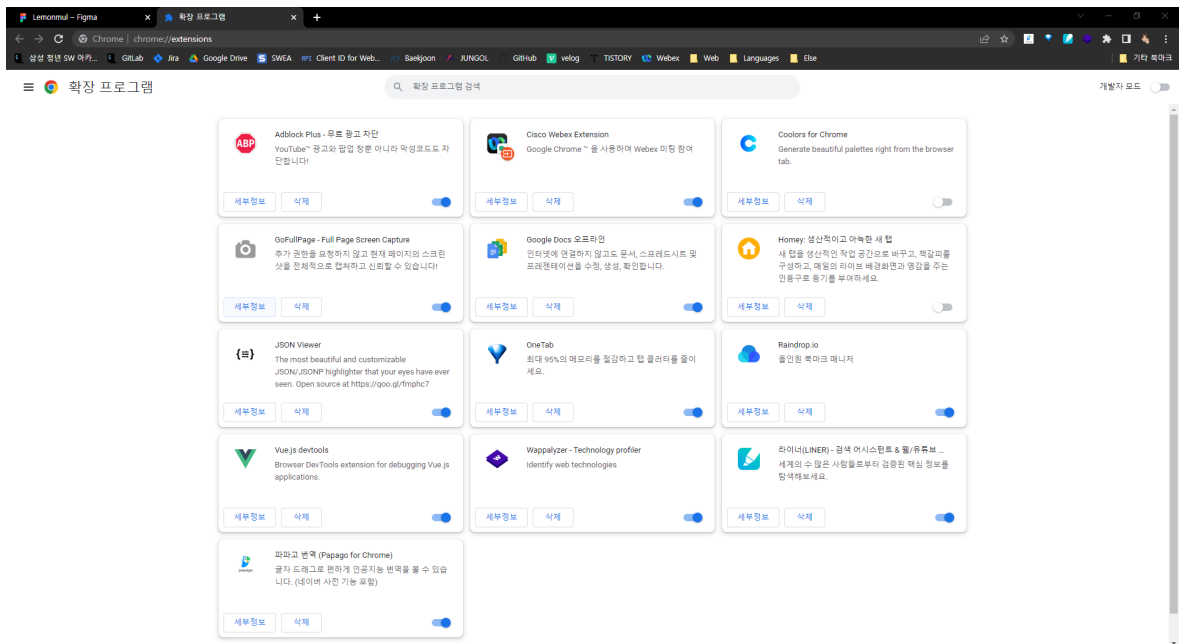 Lemonmul – Figma
확장 프로그램
Chrome | chrome://extensions
삼성 청년 SW 아카...
GitLab
Jira
Google Drive
SWEA
API Client ID for Web...
Baekjoon
JUNGOL
GitHub
velog
TISTORY
Webex
Web
Languages
Else
기타 북마크
확장 프로그램
확장 프로그램 검색
개발자 모드
ABP
Adblock Plus - 무료 광고 차단
YouTube™ 광고와 팝업 창뿐 아니라 악성코드도 차
단합니다!
세부정보
삭제
Cisco Webex Extension
Google Chrome ™ 을 사용하여 Webex 미팅 참여
세부정보
삭제
Coolors for Chrome
Generate beautiful palettes right from the browser
tab.
세부정보
삭제
GoFullPage - Full Page Screen Capture
추가 권한을 요청하지 않고 현재 페이지의 스크린
샷을 전체적으로 캡처하고 신뢰할 수 있습니다!
세부정보
삭제
Google Docs 오프라인
인터넷에 연결하지 않고도 문서, 스프레드시트 및
프레젠테이션을 수정, 생성, 확인합니다.
세부정보
삭제
Homey: 생산적이고 아늑한 새 탭
새 탭을 생산적인 작업 공간으로 바꾸고, 책갈피를
구성하고, 매일의 라이브 배경화면과 영감을 주는
인용구로 동기를 부여하세요.
세부정보
삭제
JSON Viewer
The most beautiful and customizable
JSON/JSONP highlighter that your eyes have ever
seen. Open source at https://goo.gl/fmphc7
세부정보
삭제
OneTab
최대 95%의 메모리를 절감하고 탭 클러터를 줄이
세요.
세부정보
삭제
Raindrop.io
올인원 북마크 매니저
세부정보
삭제
Vue.js devtools
Browser DevTools extension for debugging Vue.js
applications.
세부정보
삭제
Wappalyzer - Technology profiler
Identify web technologies
세부정보
삭제
라이너(LINER) - 검색 어시스턴트 & 웹/유튜브 ...
세계의 수 많은 사람들로부터 검증된 핵심 정보를
탐색해보세요.
세부정보
삭제
파파고 번역 (Papago for Chrome)
글자 드래그로 편하게 인공지능 번역을 볼 수 있습
니다. (네이버 사전 기능 포함)
세부정보
삭제